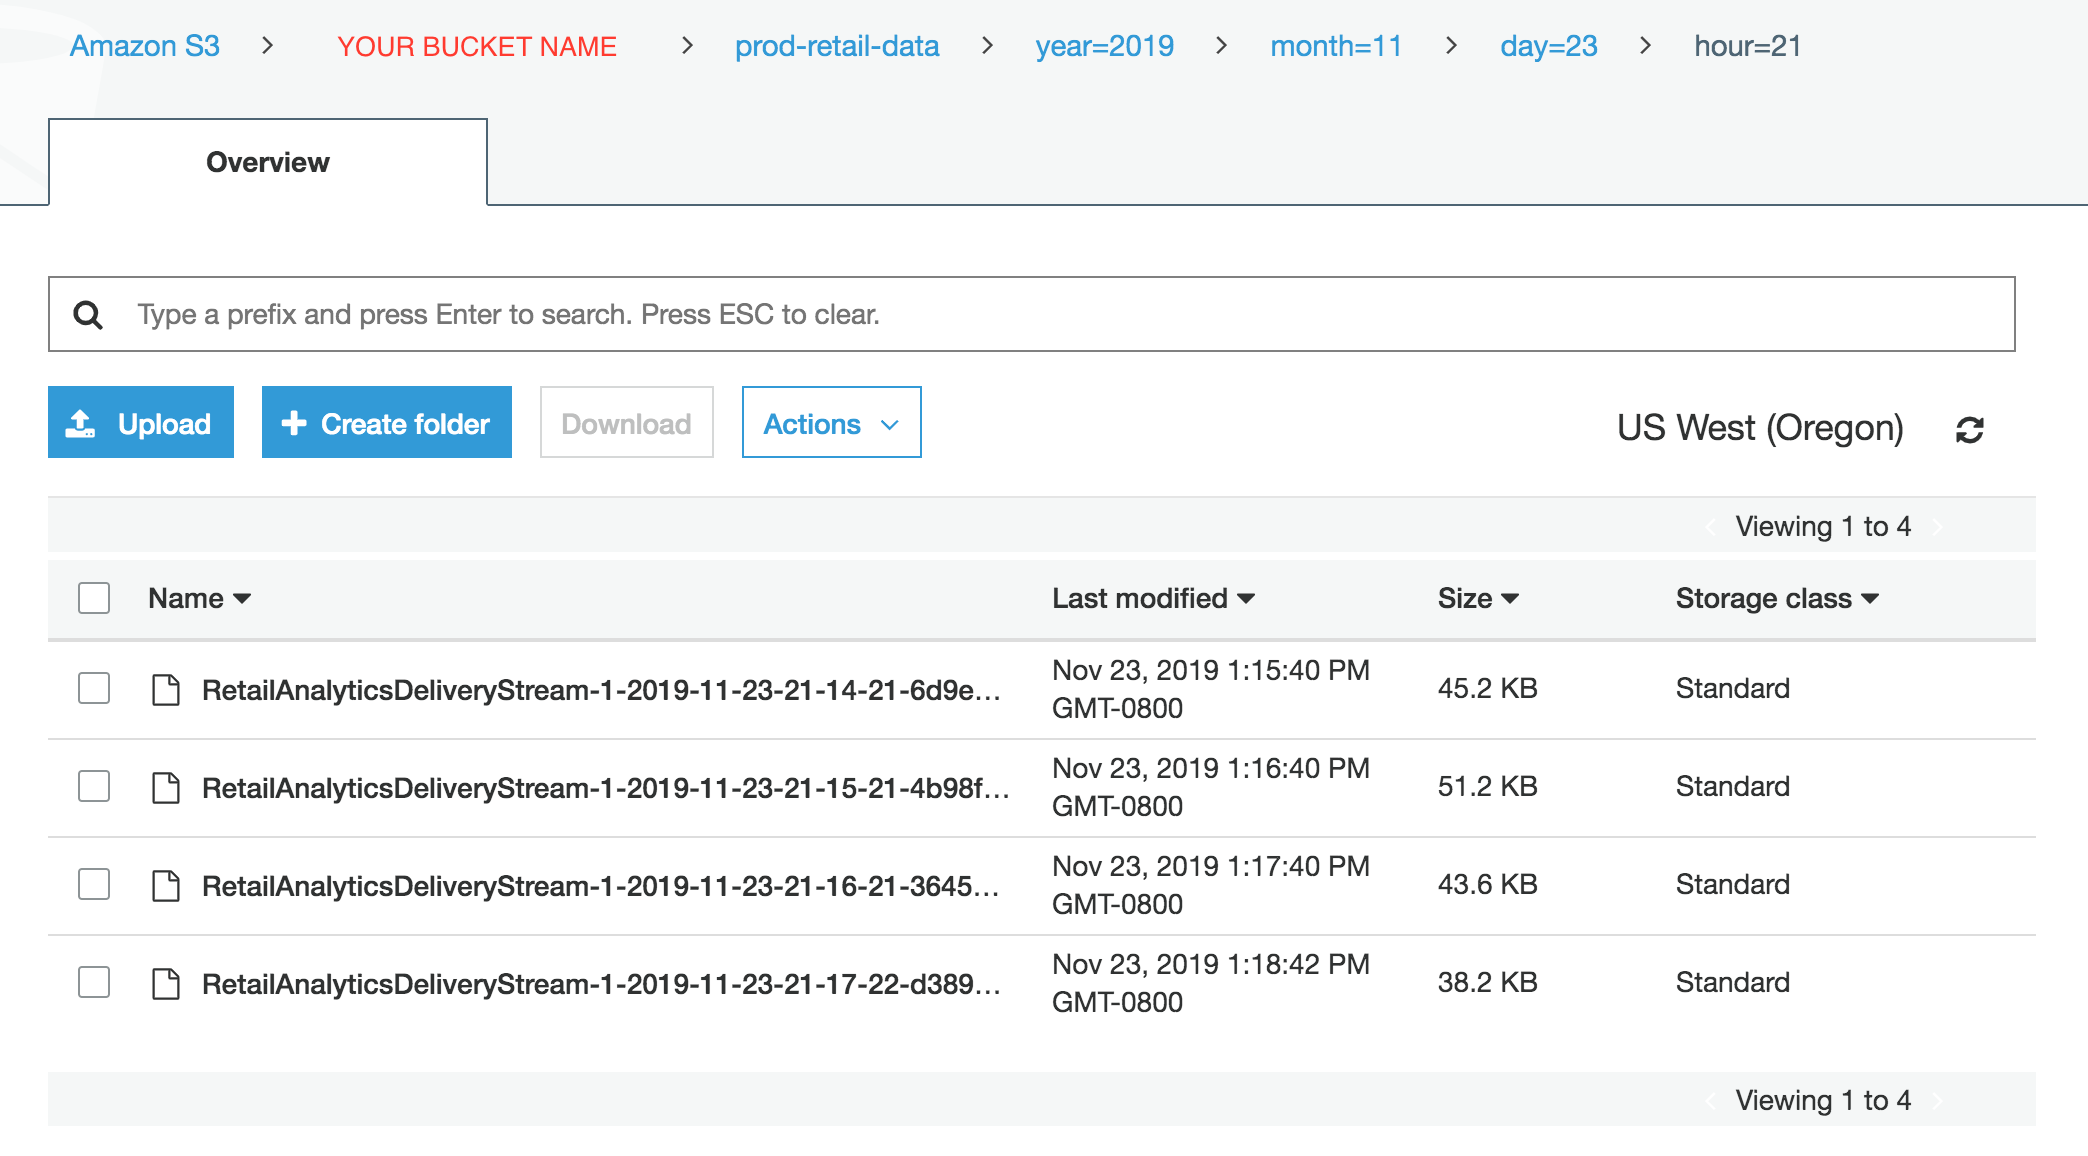 Amazon S3 > YOUR BUCKET NAME > prod-retail-data > year=2019 > month=11 > day=23 > hour=21
Overview
Type a prefix and press Enter to search. Press ESC to clear.
Upload Create folder Download Actions US West (Oregon)
Viewing 1 to 4
Name Last modified Size Storage class
RetailAnalyticsDeliveryStream-1-2019-11-23-21-14-21-6d9e... Nov 23, 2019 1:15:40 PM 45.2 KB Standard
GMT-0800
RetailAnalyticsDeliveryStream-1-2019-11-23-21-15-21-4b98f... Nov 23, 2019 1:16:40 PM 51.2 KB Standard
GMT-0800
RetailAnalyticsDeliveryStream-1-2019-11-23-21-16-21-3645... Nov 23, 2019 1:17:40 PM 43.6 KB Standard
GMT-0800
RetailAnalyticsDeliveryStream-1-2019-11-23-21-17-22-d389... Nov 23, 2019 1:18:42 PM 38.2 KB Standard
GMT-0800
Viewing 1 to 4